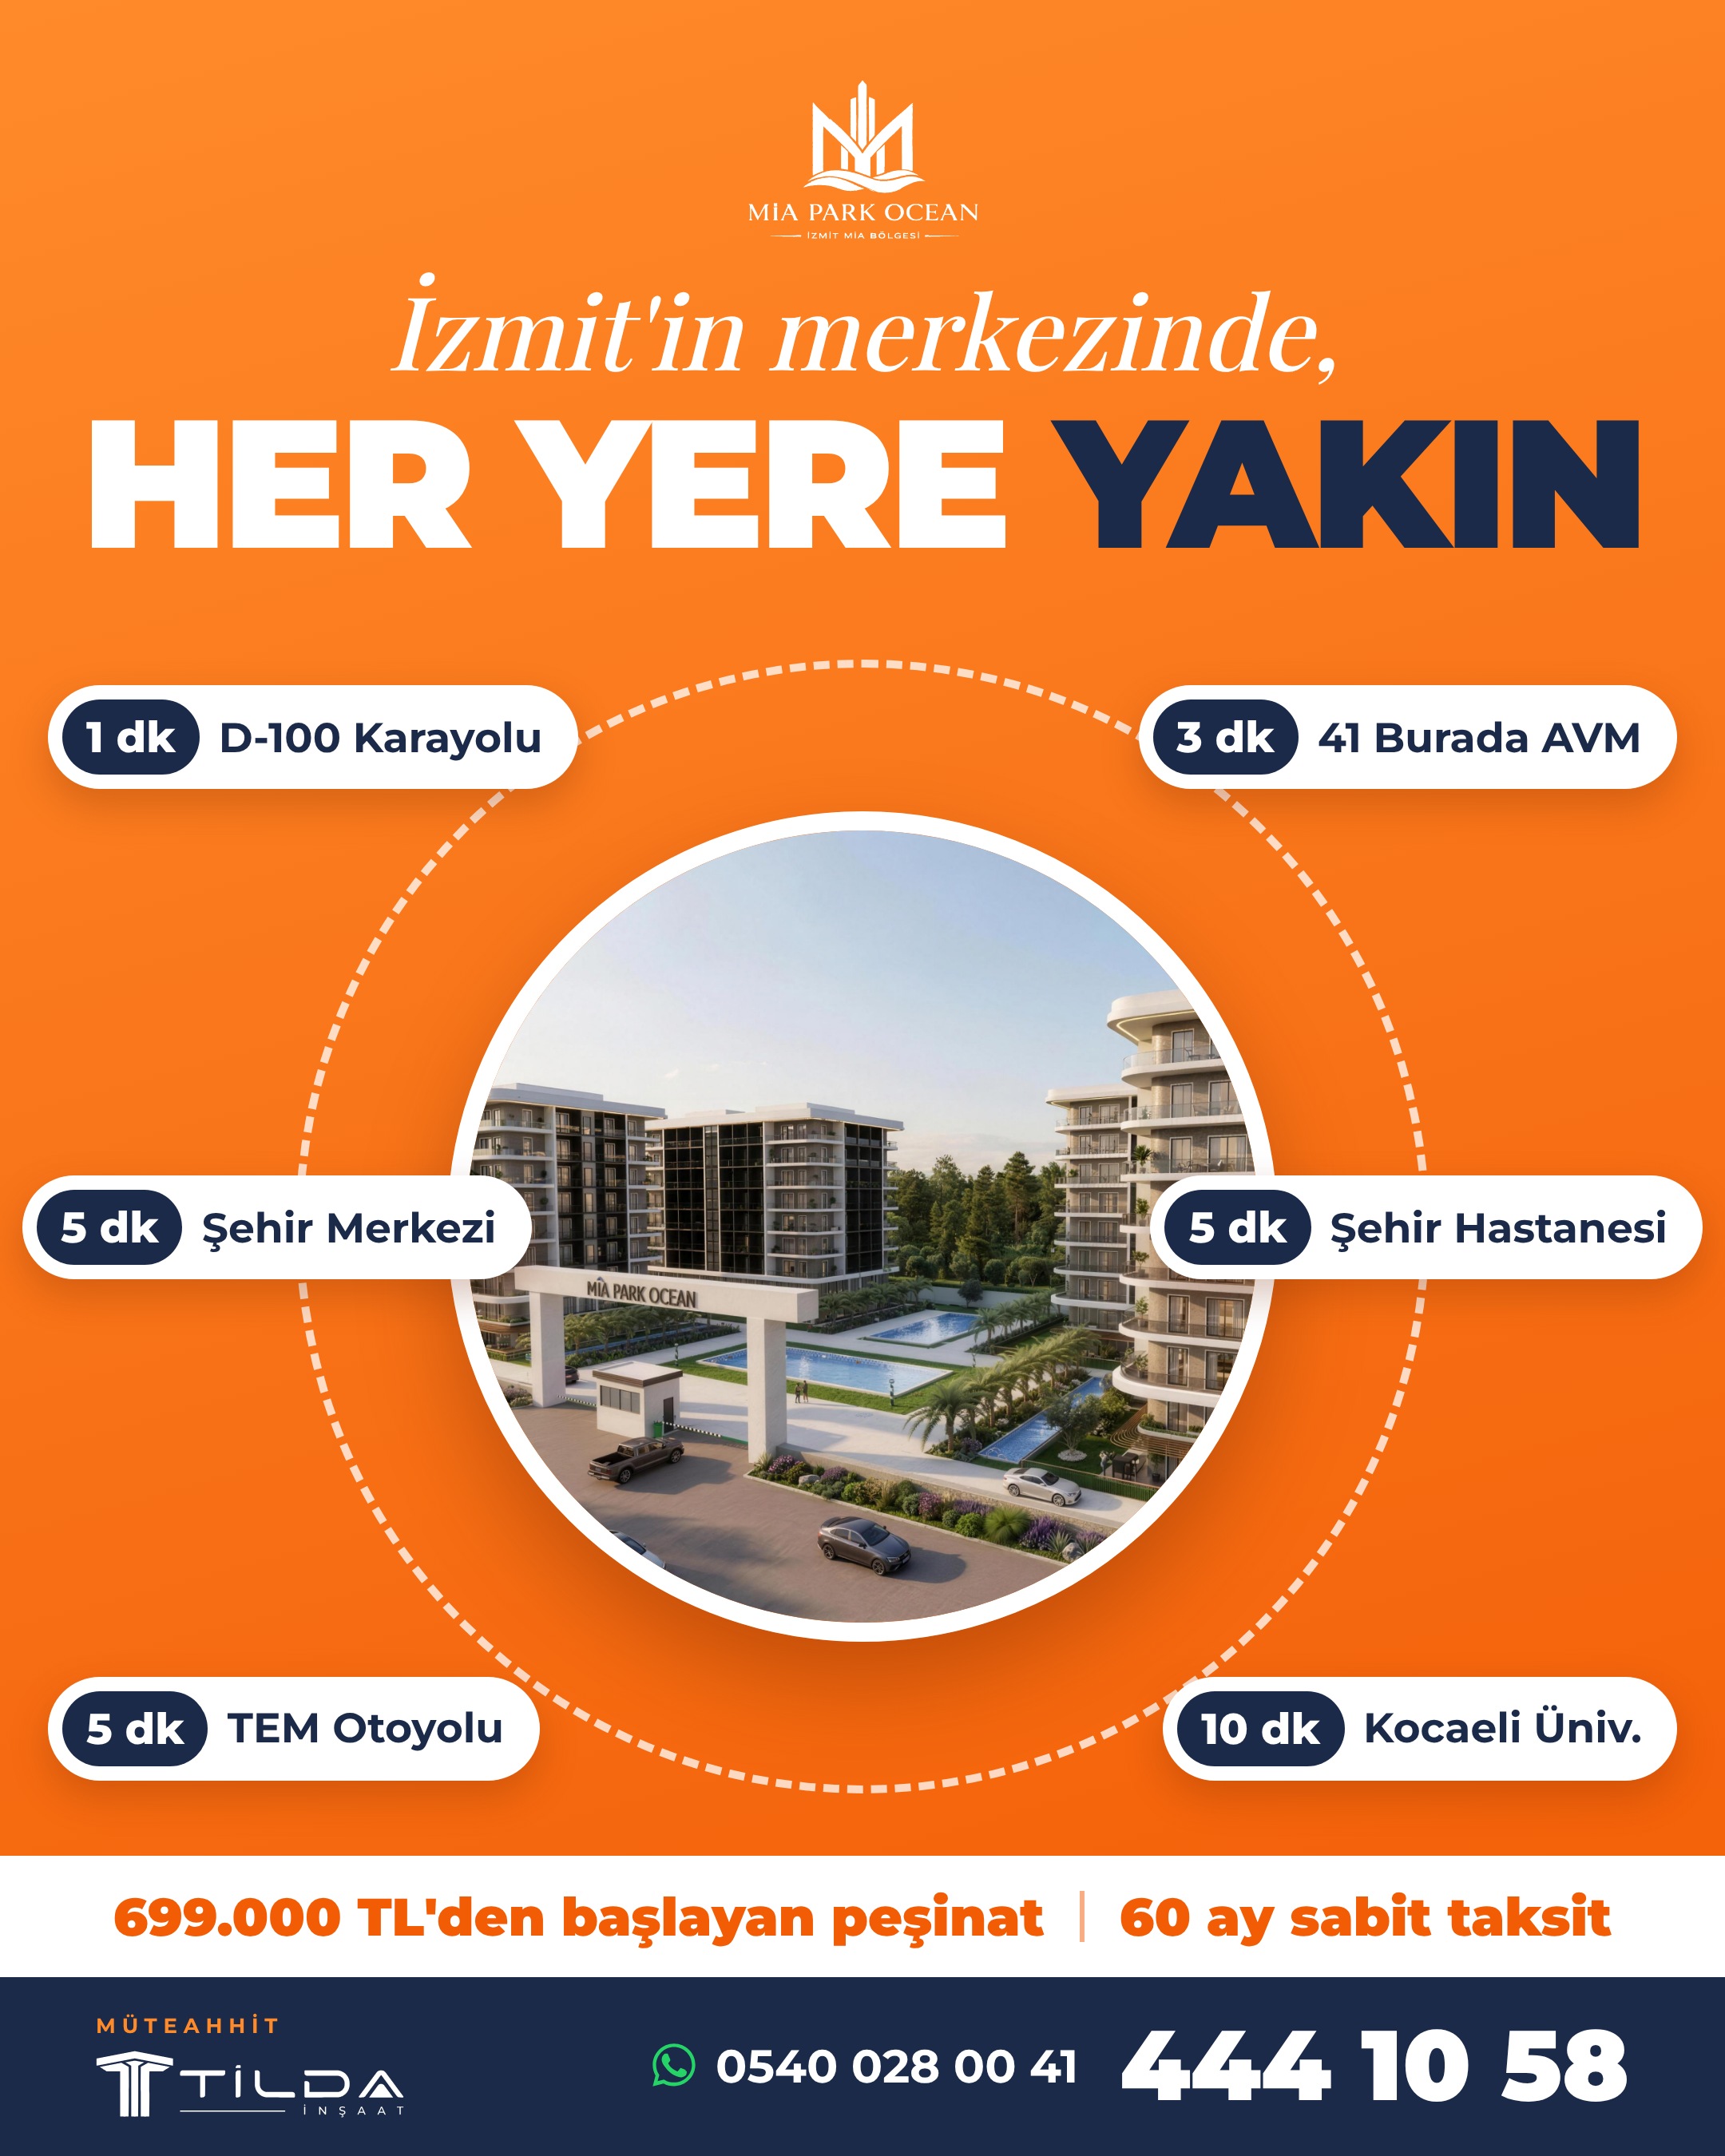 MİA PARK OCEAN
İZMİT MİA BÖLGESİ
İzmit'in merkezinde,
HER YERE YAKIN
1 dk D-100 Karayolu
3 dk 41 Burada AVM
5 dk Şehir Merkezi
5 dk Şehir Hastanesi
MİA PARK OCEAN
5 dk TEM Otoyolu
10 dk Kocaeli Üniv.
699.000 TL'den başlayan peşinat | 60 ay sabit taksit
MÜTEAHHİT
TİLDA
İNŞAAT
0540 028 00 41
444 10 58